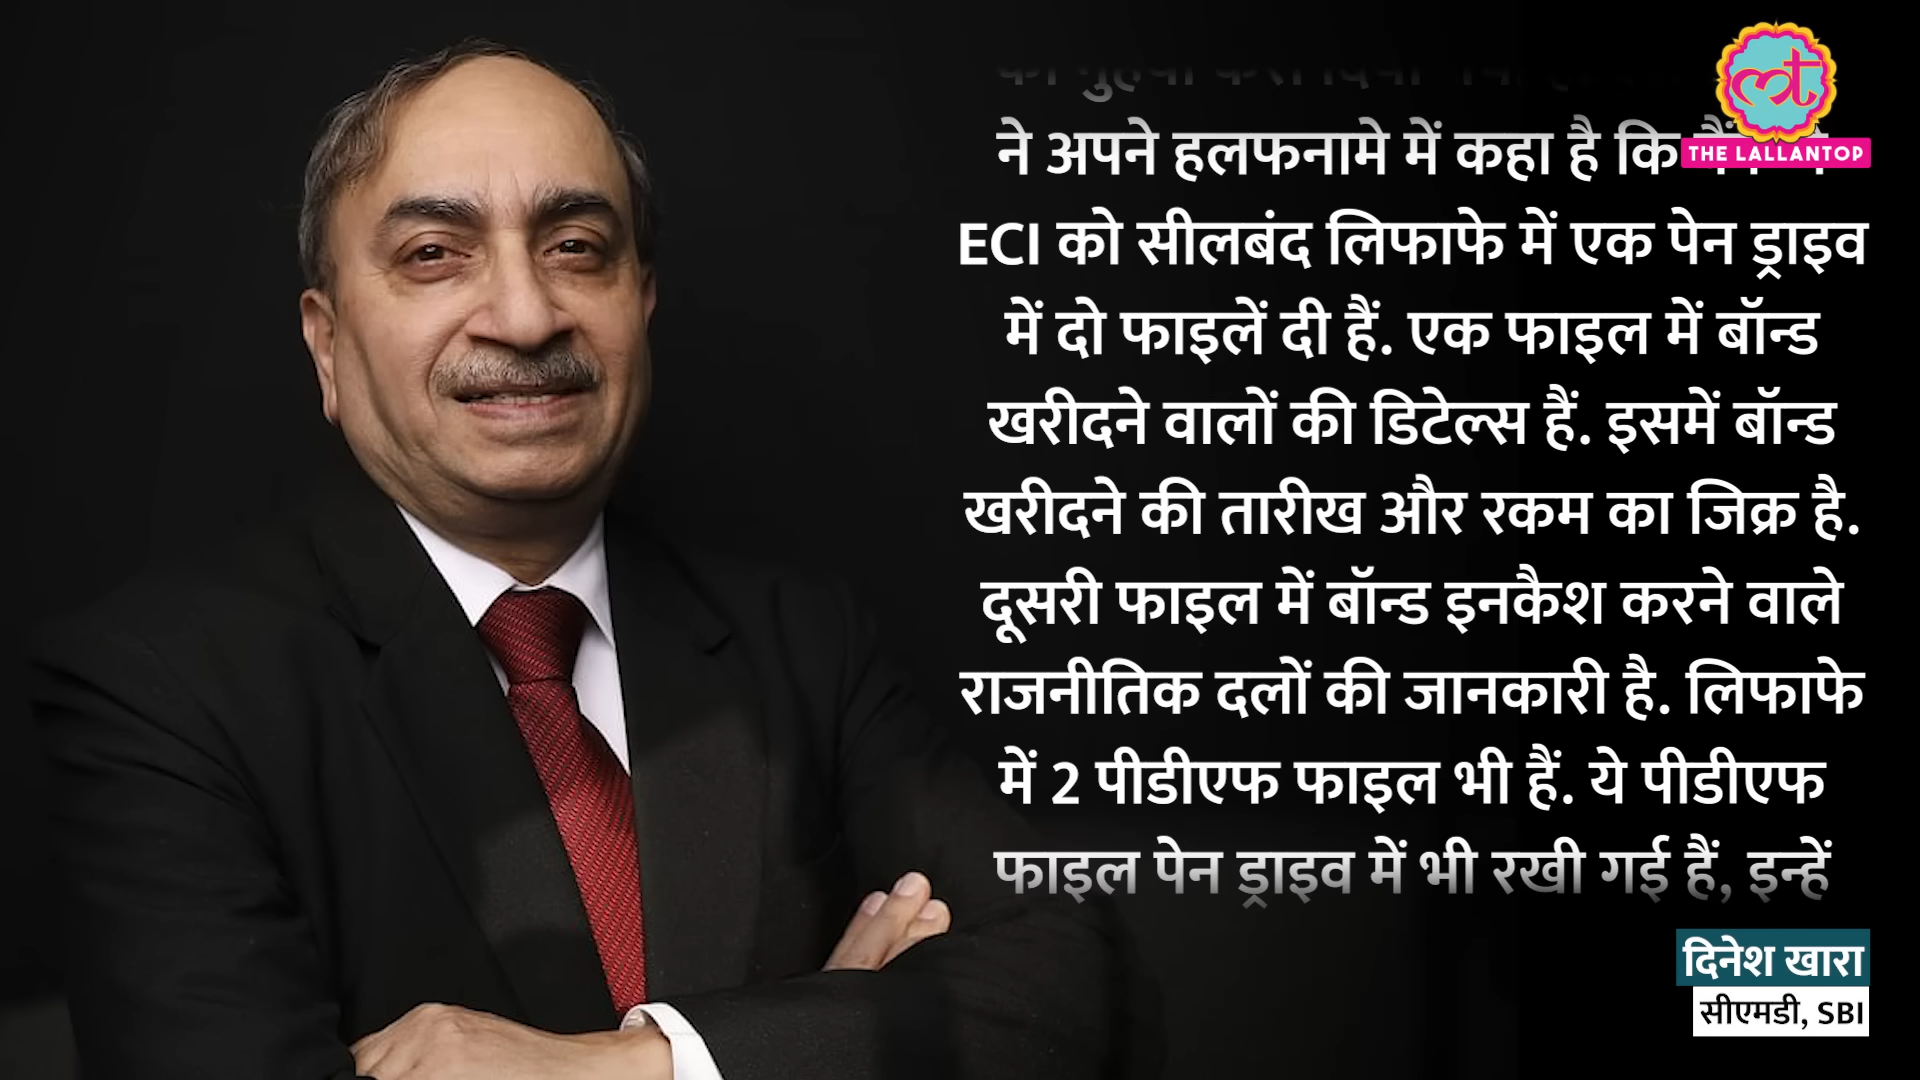 THE LALLANTOP
ने अपने हलफनामे में कहा है कि
ECI को सीलबंद लिफाफे में एक पेन ड्राइव
में दो फाइलें दी हैं. एक फाइल में बॉन्ड
खरीदने वालों की डिटेल्स हैं. इसमें बॉन्ड
खरीदने की तारीख और रकम का जिक्र है.
दूसरी फाइल में बॉन्ड इनकैश करने वाले
राजनीतिक दलों की जानकारी है. लिफाफे
में 2 पीडीएफ फाइल भी हैं. ये पीडीएफ
फाइल पेन ड्राइव में भी रखी गई हैं, इन्हें
दिनेश खारा
सीएमडी, SBI